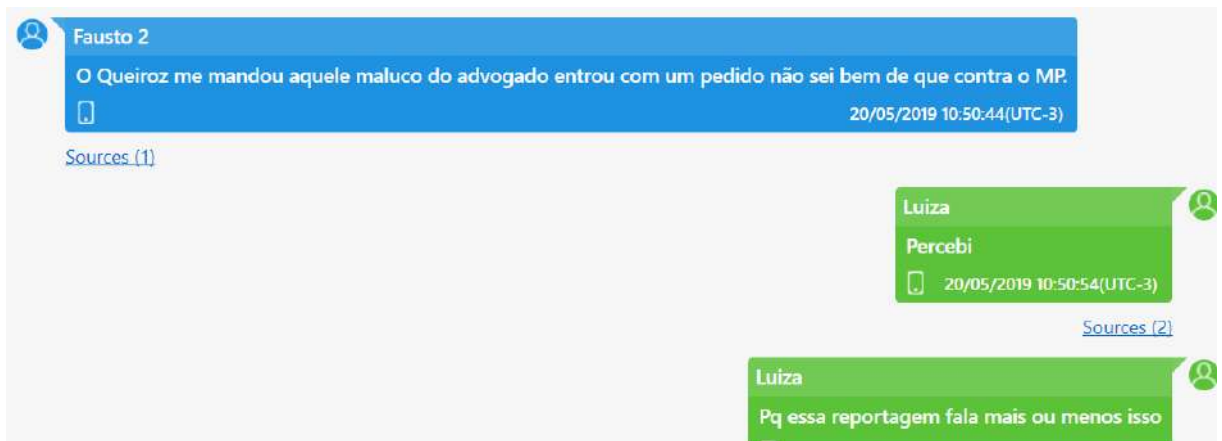 Fausto 2
O Queiroz me mandou aquele maluco do advogado entrou com um pedido não sei bem de que contra o MP.
20/05/2019 10:50:44(UTC-3)
Sources (1)
Luiza
Percebi
20/05/2019 10:50:54(UTC-3)
Sources (2)
Luiza
Pq essa reportagem fala mais ou menos isso